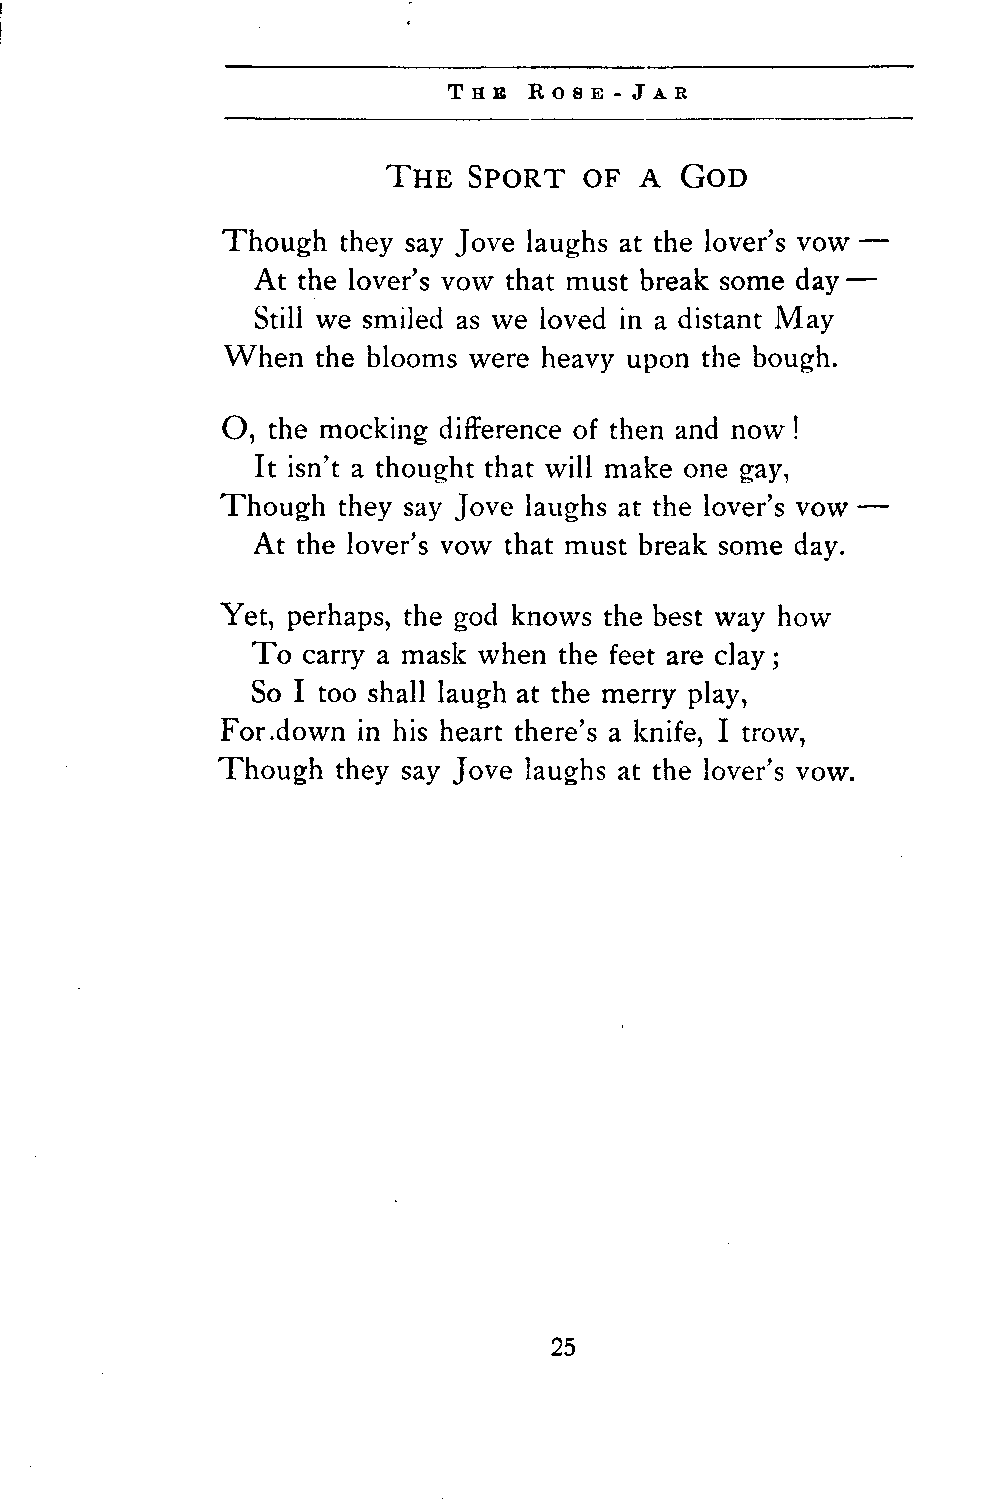 THE ROSE-JAR
THE SPORT OF A GOD
Though they say Jove laughs at the lover's vow —
At the lover's vow that must break some day —
Still we smiled as we loved in a distant May
When the blooms were heavy upon the bough.
O, the mocking difference of then and now!
It isn't a thought that will make one gay,
Though they say Jove laughs at the lover's vow —
At the lover's vow that must break some day.
Yet, perhaps, the god knows the best way how
To carry a mask when the feet are clay;
So I too shall laugh at the merry play,
For down in his heart there's a knife, I trow,
Though they say Jove laughs at the lover's vow.
25